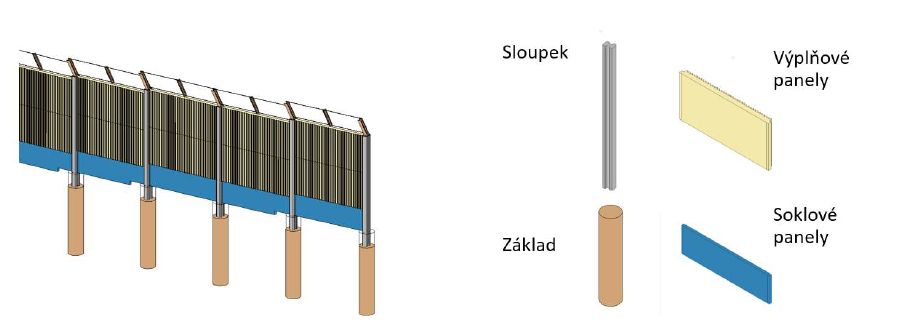 Sloupek
Výplňové
panely
Základ
Soklové
panely